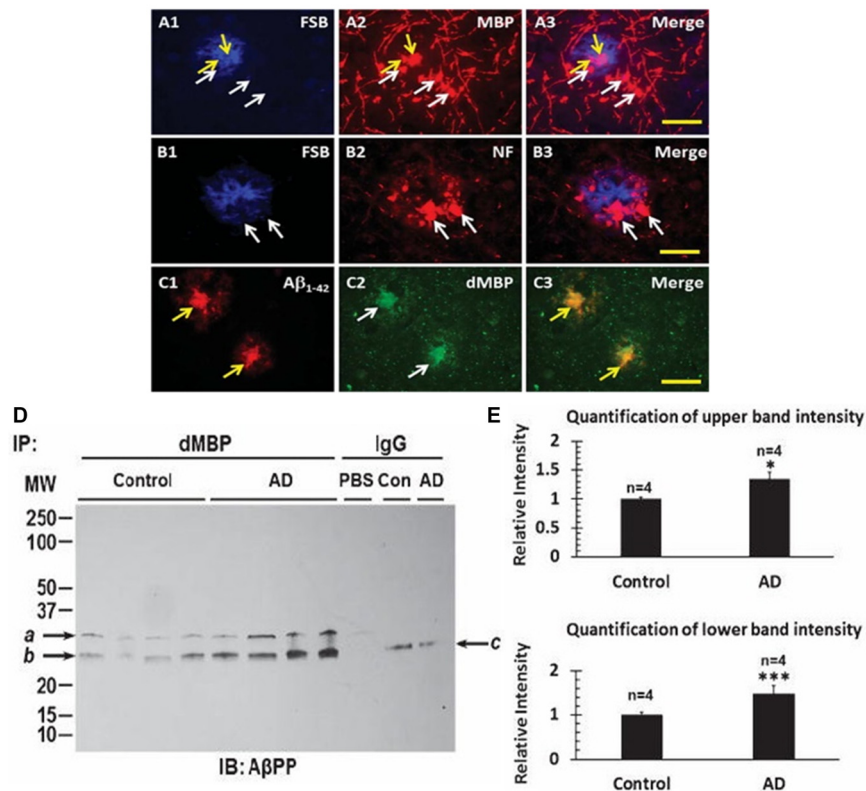 A1 FSB A2 MBP A3 Merge
B1 FSB B2 NF B3 Merge
C1 Aβ₁₋₄₂ C2 dMBP C3 Merge
D
IP: dMBP IgG
MW Control AD PBS Con AD
250
100
50
37
a
b
c
20
15
10
IB: AβPP
E
Quantification of upper band intensity
Relative Intensity
2
1.5
1
0.5
0
n=4
n=4
*
Control AD
Quantification of lower band intensity
Relative Intensity
2
1
0
n=4
n=4
***
Control AD